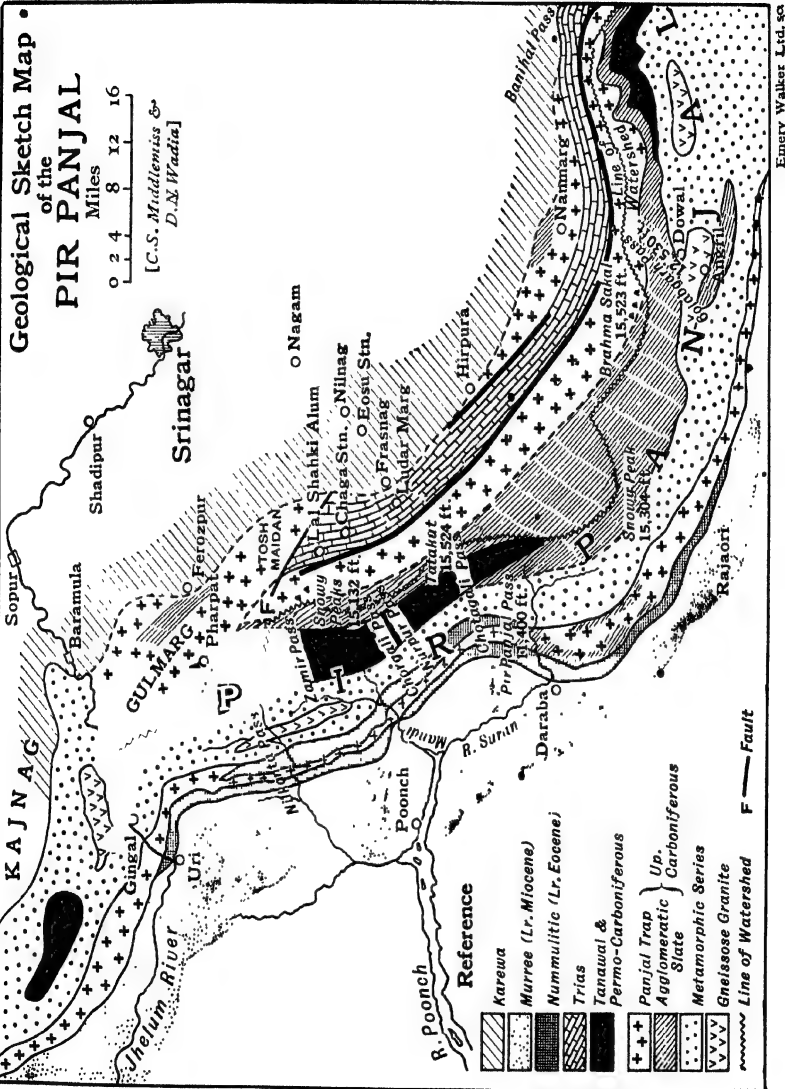 Geological Sketch Map
of the
PIR PANJAL
Miles
0 2 4 8 12 16
[C.S. Middlemiss &
D.N. Wadia]
KAJNAG
Sopur
Baramula
Shadipur
Srinagar
Nagam
GULMARG
Ferozpur
Pharpat
TOSH
MAIDAN
F
F
Lal Shahki Alum
Chaga Stn.
Nilnag
Eosu Stn.
Frasnag
Ludar Marg
Hirpura
Nanmarg
Banihal Pass
Line of
Watershed
Brahma Sakal
15,523 ft.
Dowal
Angril
Snowy Peak
15,304 ft.
Tatakat
15,524 ft.
Snowy
Peaks
Zamir Pass
Pir Panjal Pass
11,400 ft.
P I R
P A N J A L
Gingal
Uri
Jhelum River
Poonch
R. Poonch
Mandi
R. Suran
Daraba
Rajaori
Reference
Karewa
Murree (Lr. Miocene)
Nummulitic (Lr. Eocene)
Trias
Tanawal &
Permo-Carboniferous
Panjal Trap
Agglomeratic
Slate
} Up.
Carboniferous
Metamorphic Series
Gneissose Granite
Line of Watershed
F Fault
Emery Walker Ltd. sc.